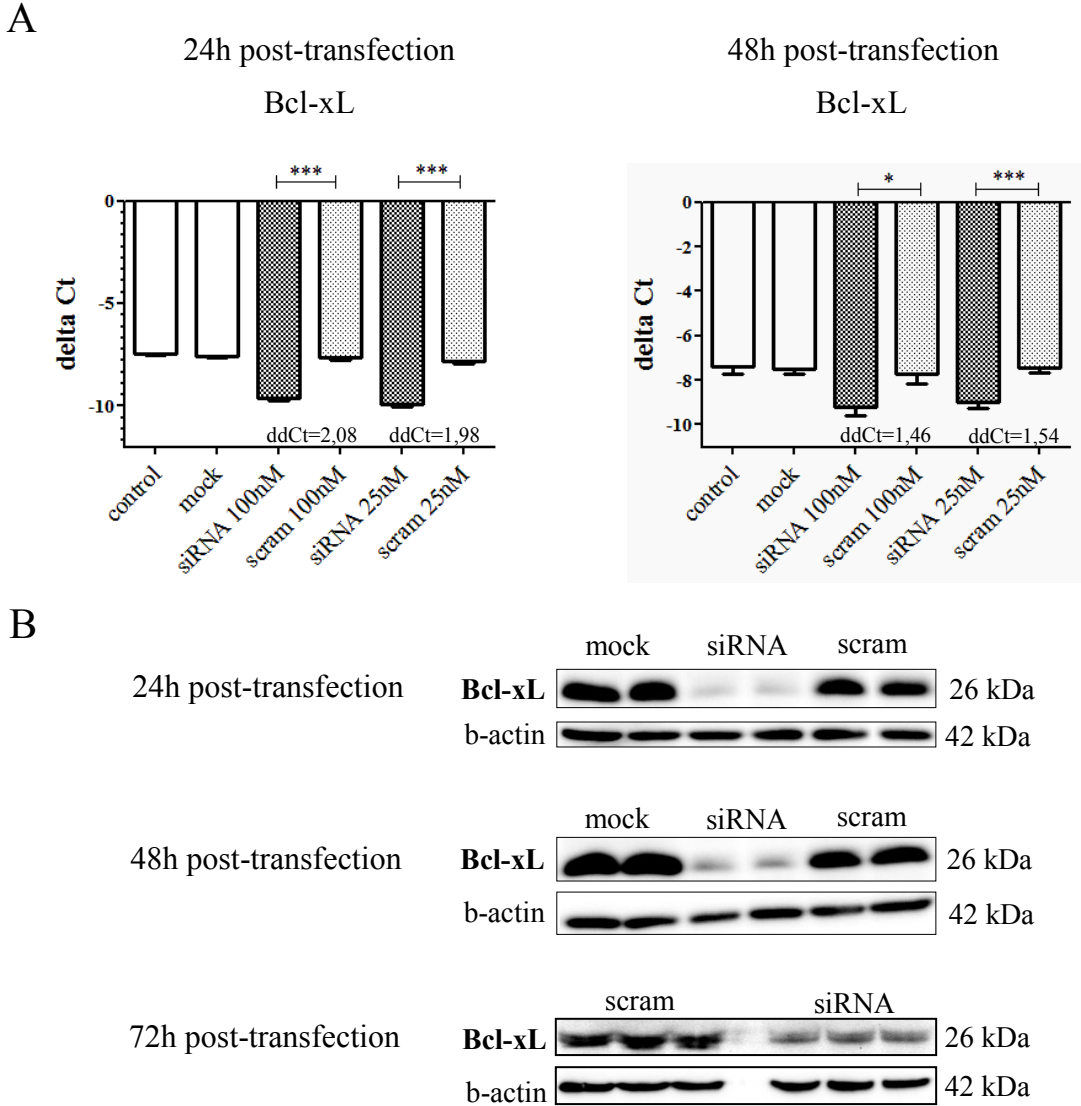 A
24h post-transfection
Bcl-xL
***
***
0
-5
-10
delta Ct
ddCt=2,08
ddCt=1,98
control
mock
siRNA 100nM
scram 100nM
siRNA 25nM
scram 25nM
48h post-transfection
Bcl-xL
*
***
0
-2
-4
-6
-8
-10
delta Ct
ddCt=1,46
ddCt=1,54
control
mock
siRNA 100nM
scram 100nM
siRNA 25nM
scram 25nM
B
mock siRNA scram
24h post-transfection Bcl-xL 26 kDa
b-actin 42 kDa
mock siRNA scram
48h post-transfection Bcl-xL 26 kDa
b-actin 42 kDa
scram siRNA
72h post-transfection Bcl-xL 26 kDa
b-actin 42 kDa